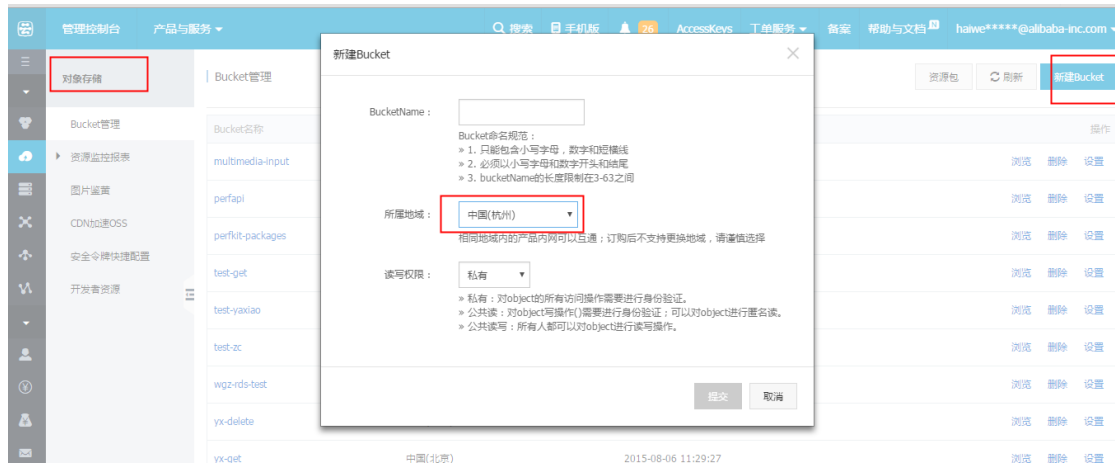 管理控制台 产品与服务 搜索 手机版 26 AccessKeys 工单服务 备案 帮助与文档 N haiwe*****@alibaba-inc.com
对象存储
Bucket管理
资源监控报表
图片鉴黄
CDN加速OSS
安全令牌快捷配置
开发者资源
Bucket管理 资源包 刷新 新建Bucket
Bucket名称 操作
multimedia-input 浏览 删除 设置
perfapi 浏览 删除 设置
perfkit-packages 浏览 删除 设置
test-get 浏览 删除 设置
test-yaxiao 浏览 删除 设置
test-zc 浏览 删除 设置
wgz-rds-test 浏览 删除 设置
yx-delete 浏览 删除 设置
yx-get 中国(北京) 2015-08-06 11:29:27 浏览 删除 设置
新建Bucket
BucketName：
Bucket命名规范：
» 1. 只能包含小写字母，数字和短横线
» 2. 必须以小写字母和数字开头和结尾
» 3. bucketName的长度限制在3-63之间
所属地域： 中国(杭州)
相同地域内的产品内网可以互通；订购后不支持更换地域，请谨慎选择
读写权限： 私有
» 私有：对object的所有访问操作需要进行身份验证。
» 公共读：对object写操作()需要进行身份验证；可以对object进行匿名读。
» 公共读写：所有人都可以对object进行读写操作。
提交 取消